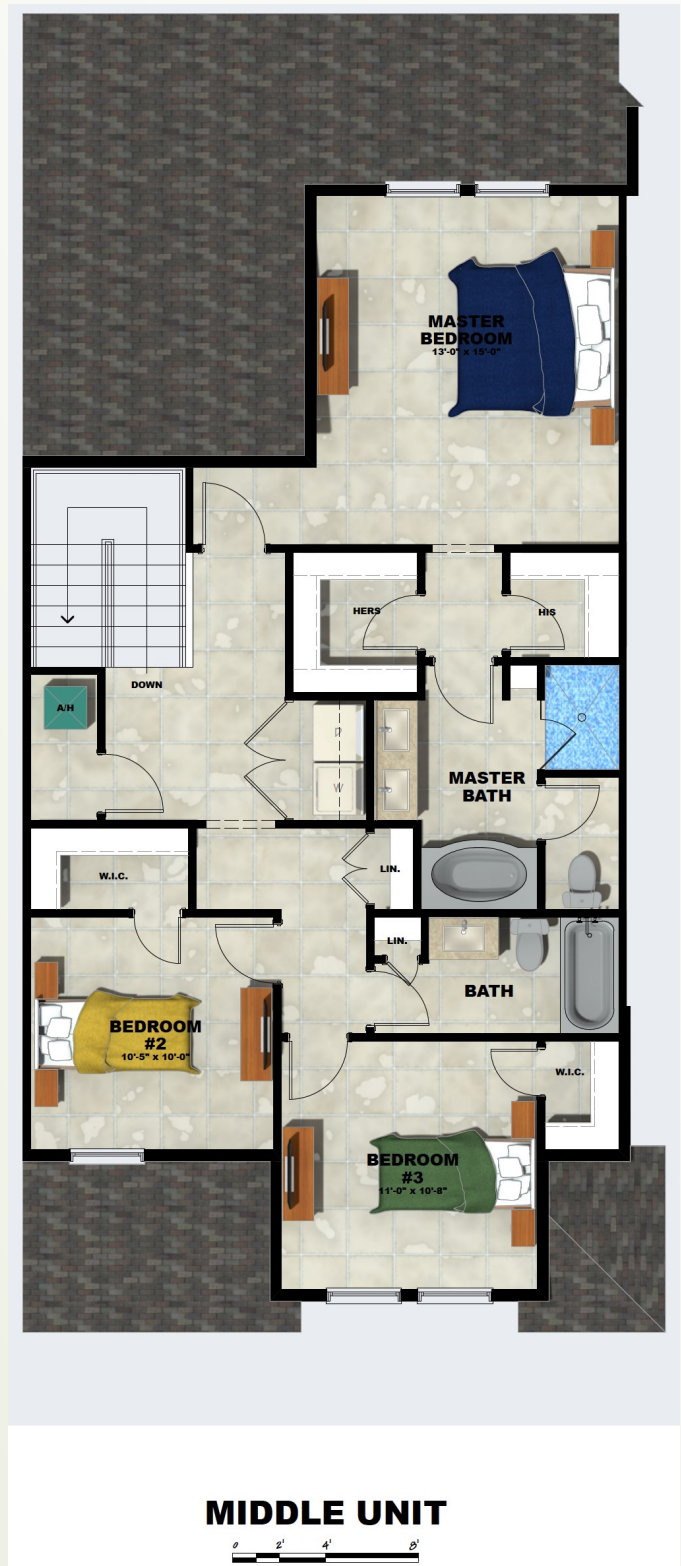 MASTER
BEDROOM
13'-0" x 15'-0"
HERS
HIS
DOWN
A/H
D
W
MASTER
BATH
W.I.C.
LIN.
LIN.
BATH
BEDROOM
#2
10'-5" x 10'-0"
W.I.C.
BEDROOM
#3
11'-0" x 10'-8"
MIDDLE UNIT
0 2' 4' 8'